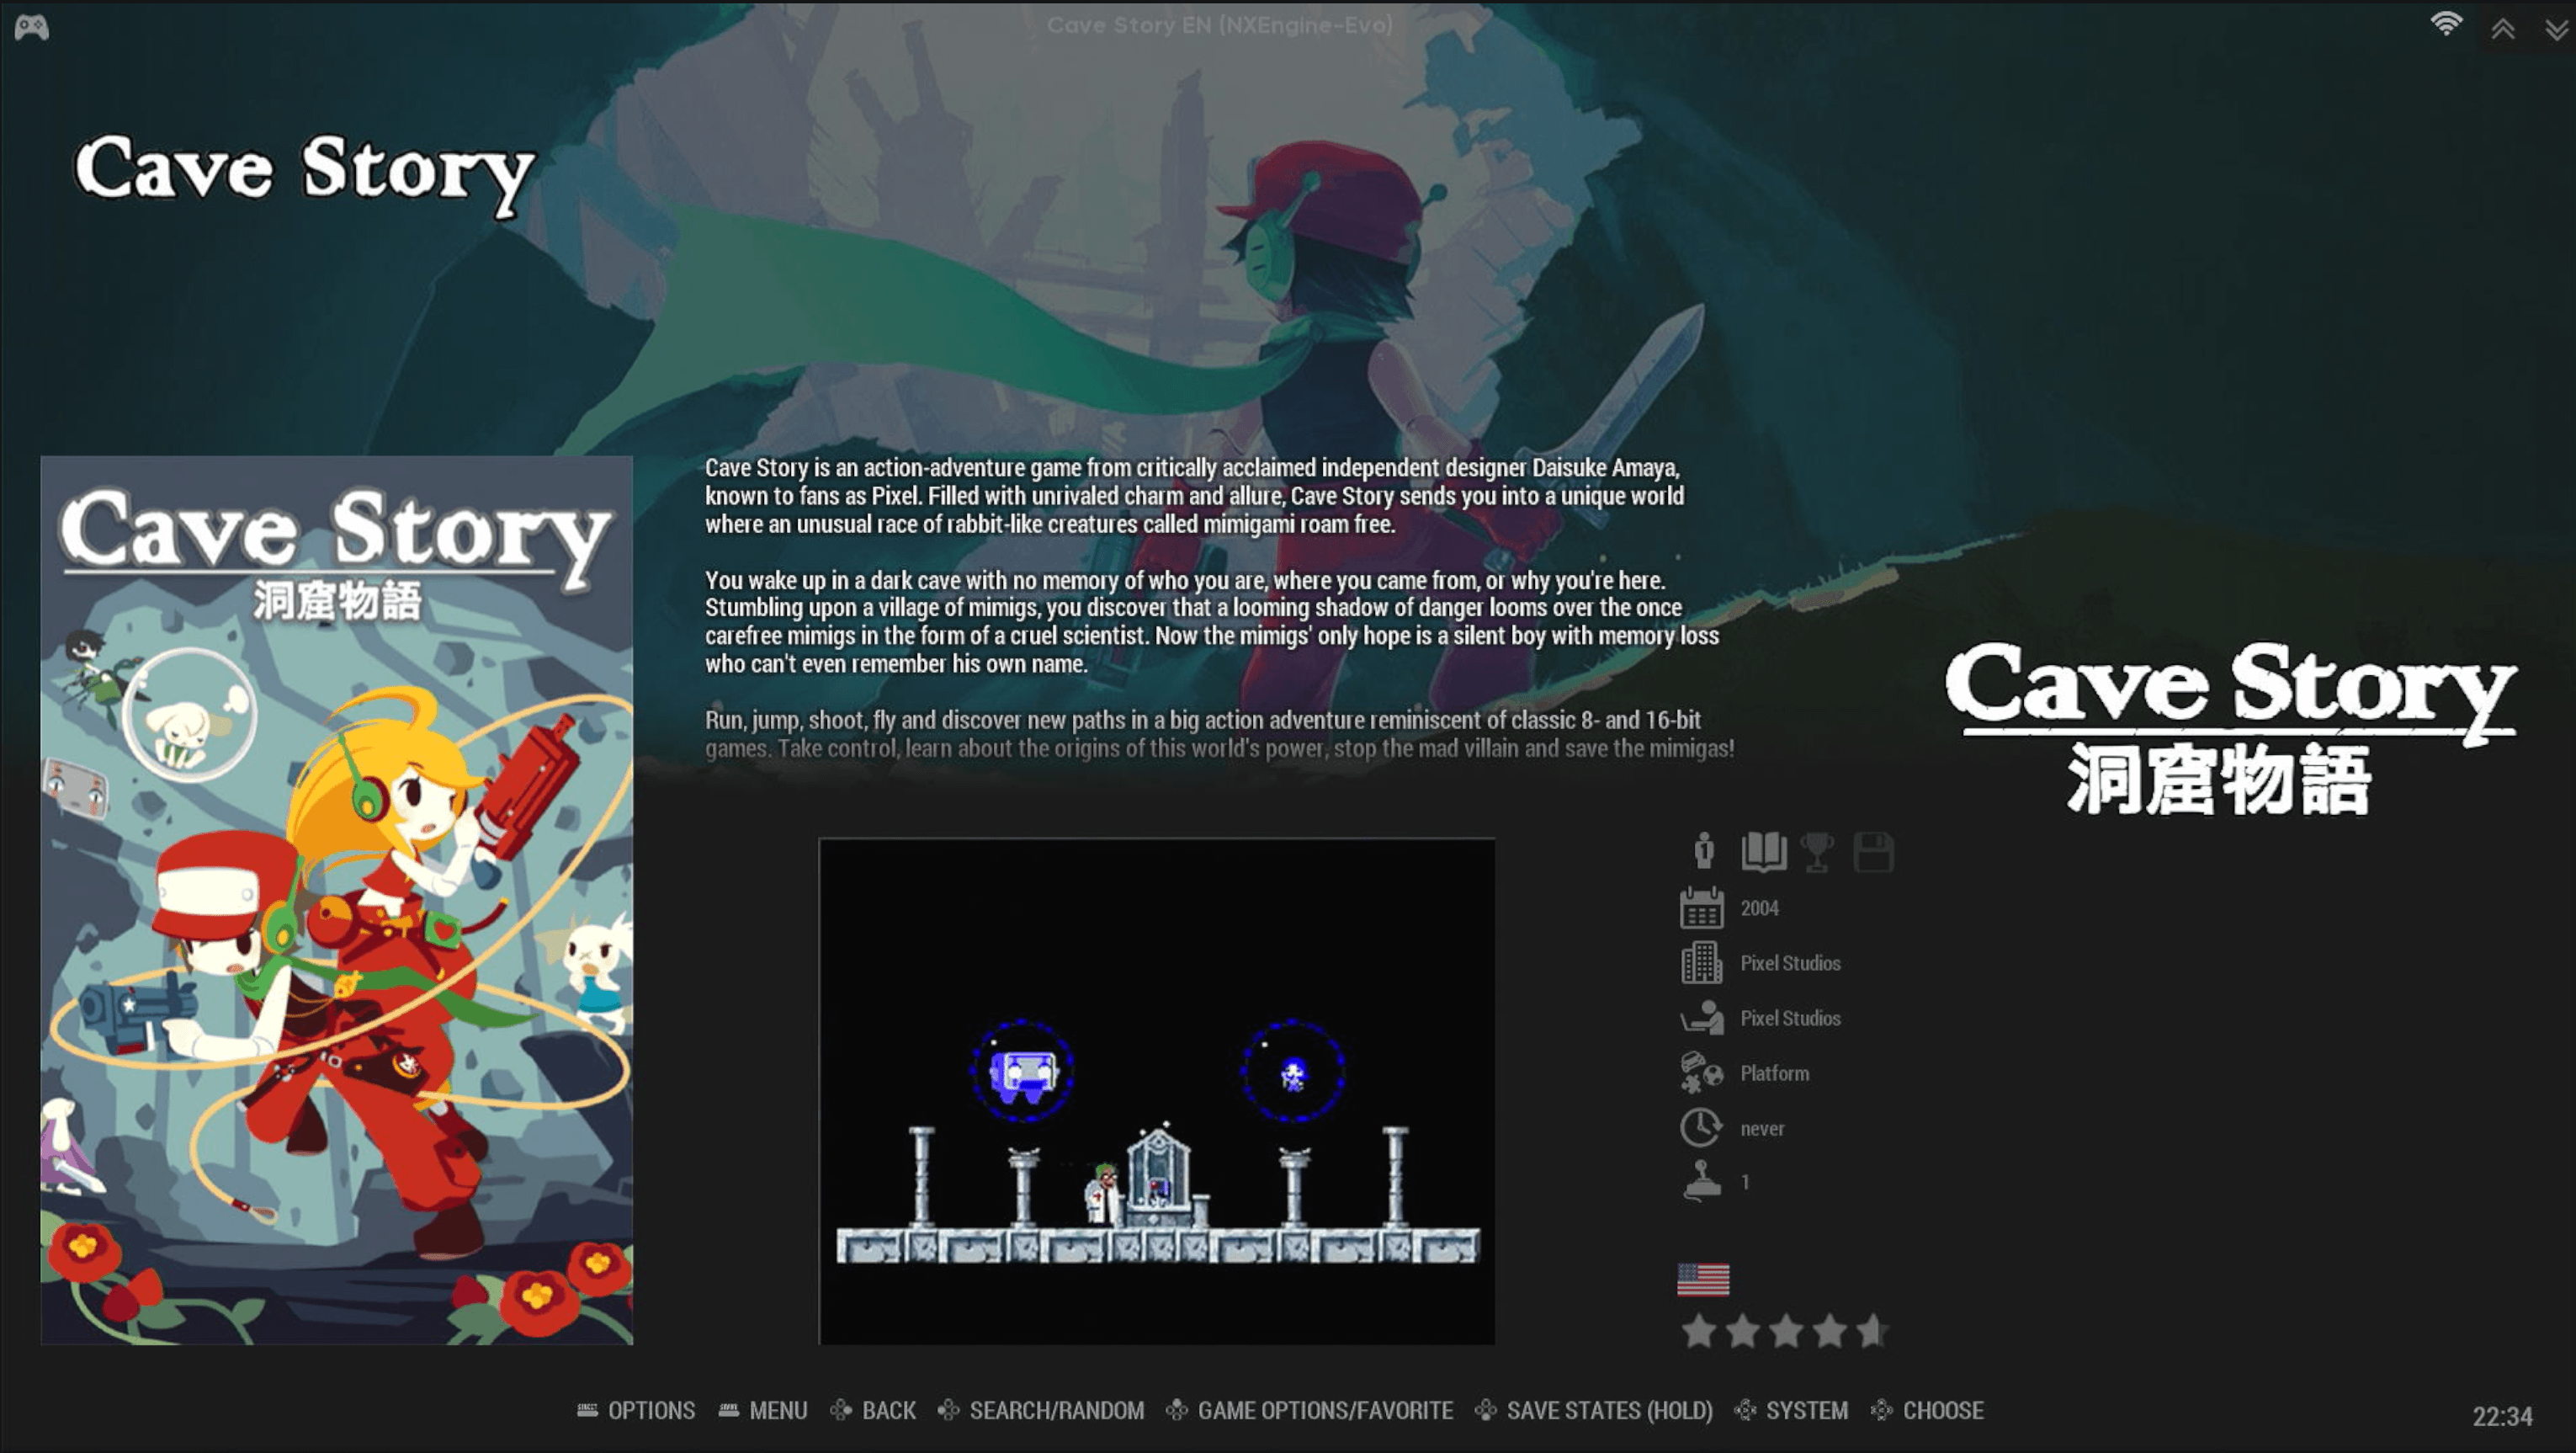 Cave Story EN (NXEngine-Evo)
Cave Story
Cave Story
洞窟物語
Cave Story is an action-adventure game from critically acclaimed independent designer Daisuke Amaya,
known to fans as Pixel. Filled with unrivaled charm and allure, Cave Story sends you into a unique world
where an unusual race of rabbit-like creatures called mimigami roam free.
You wake up in a dark cave with no memory of who you are, where you came from, or why you're here.
Stumbling upon a village of mimigs, you discover that a looming shadow of danger looms over the once
carefree mimigs in the form of a cruel scientist. Now the mimigs' only hope is a silent boy with memory loss
who can't even remember his own name.
Run, jump, shoot, fly and discover new paths in a big action adventure reminiscent of classic 8- and 16-bit
games. Take control, learn about the origins of this world's power, stop the mad villain and save the mimigas!
Cave Story
洞窟物語
1
2004
Pixel Studios
Pixel Studios
Platform
never
1
OPTIONS MENU BACK SEARCH/RANDOM GAME OPTIONS/FAVORITE SAVE STATES (HOLD) SYSTEM CHOOSE
22:34